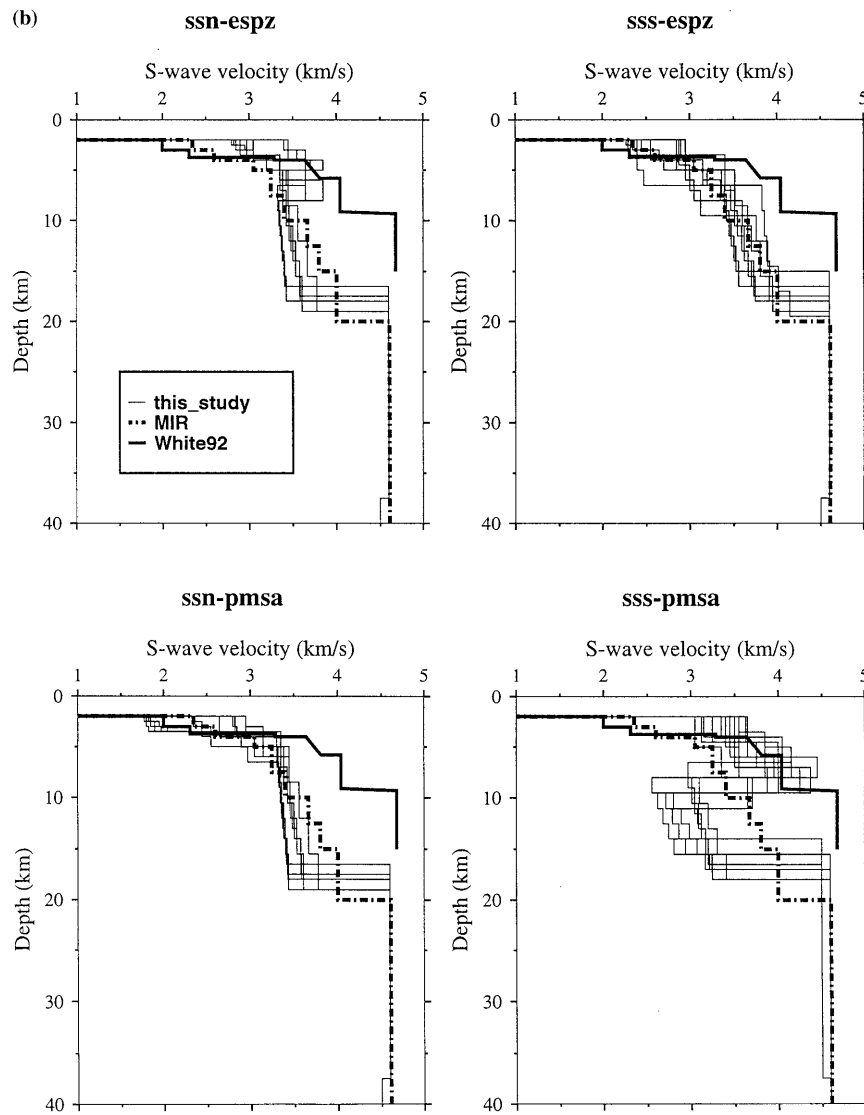 (b)
ssn-espz
S-wave velocity (km/s)
1 2 3 4 5
0
10
20
30
40
Depth (km)
this_study
MIR
White92
sss-espz
S-wave velocity (km/s)
1 2 3 4 5
0
10
20
30
40
Depth (km)
ssn-pmsa
S-wave velocity (km/s)
1 2 3 4 5
0
10
20
30
40
Depth (km)
sss-pmsa
S-wave velocity (km/s)
1 2 3 4 5
0
10
20
30
40
Depth (km)